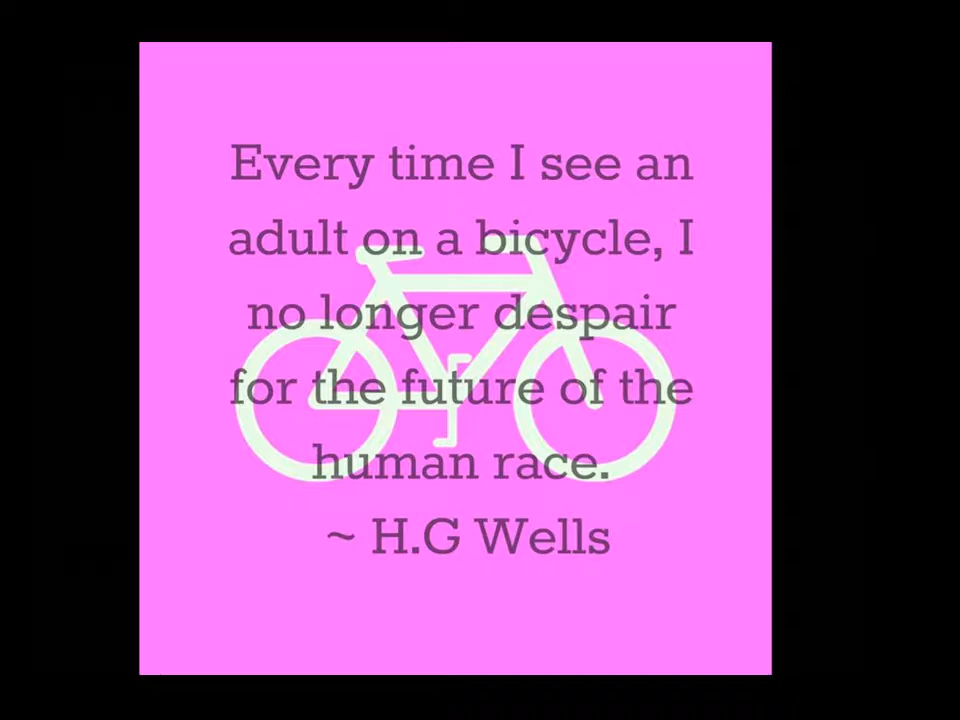 Every time I see an
adult on a bicycle, I
no longer despair
for the future of the
human race.
~ H.G Wells